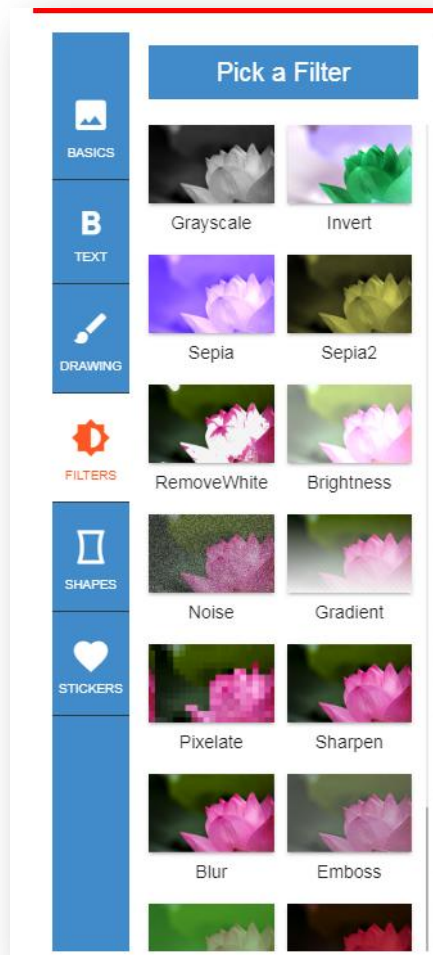 Pick a Filter
BASICS
TEXT
DRAWING
FILTERS
SHAPES
STICKERS
Grayscale
Invert
Sepia
Sepia2
RemoveWhite
Brightness
Noise
Gradient
Pixelate
Sharpen
Blur
Emboss